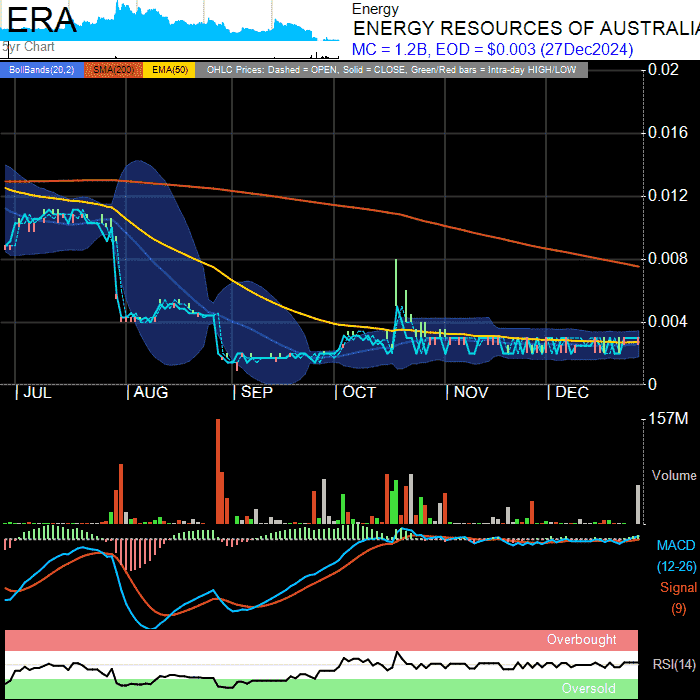 ERA
5yr Chart
Energy
ENERGY RESOURCES OF AUSTRALIA
MC = 1.2B, EOD = $0.003 (27Dec2024)
BollBands(20,2) SMA(200) EMA(50) OHLC Prices: Dashed = OPEN, Solid = CLOSE, Green/Red bars = Intra-day HIGH/LOW
0.02
0.016
0.012
0.008
0.004
0
JUL AUG SEP OCT NOV DEC
157M
Volume
MACD
(12-26)
Signal
(9)
Overbought
RSI(14)
Oversold